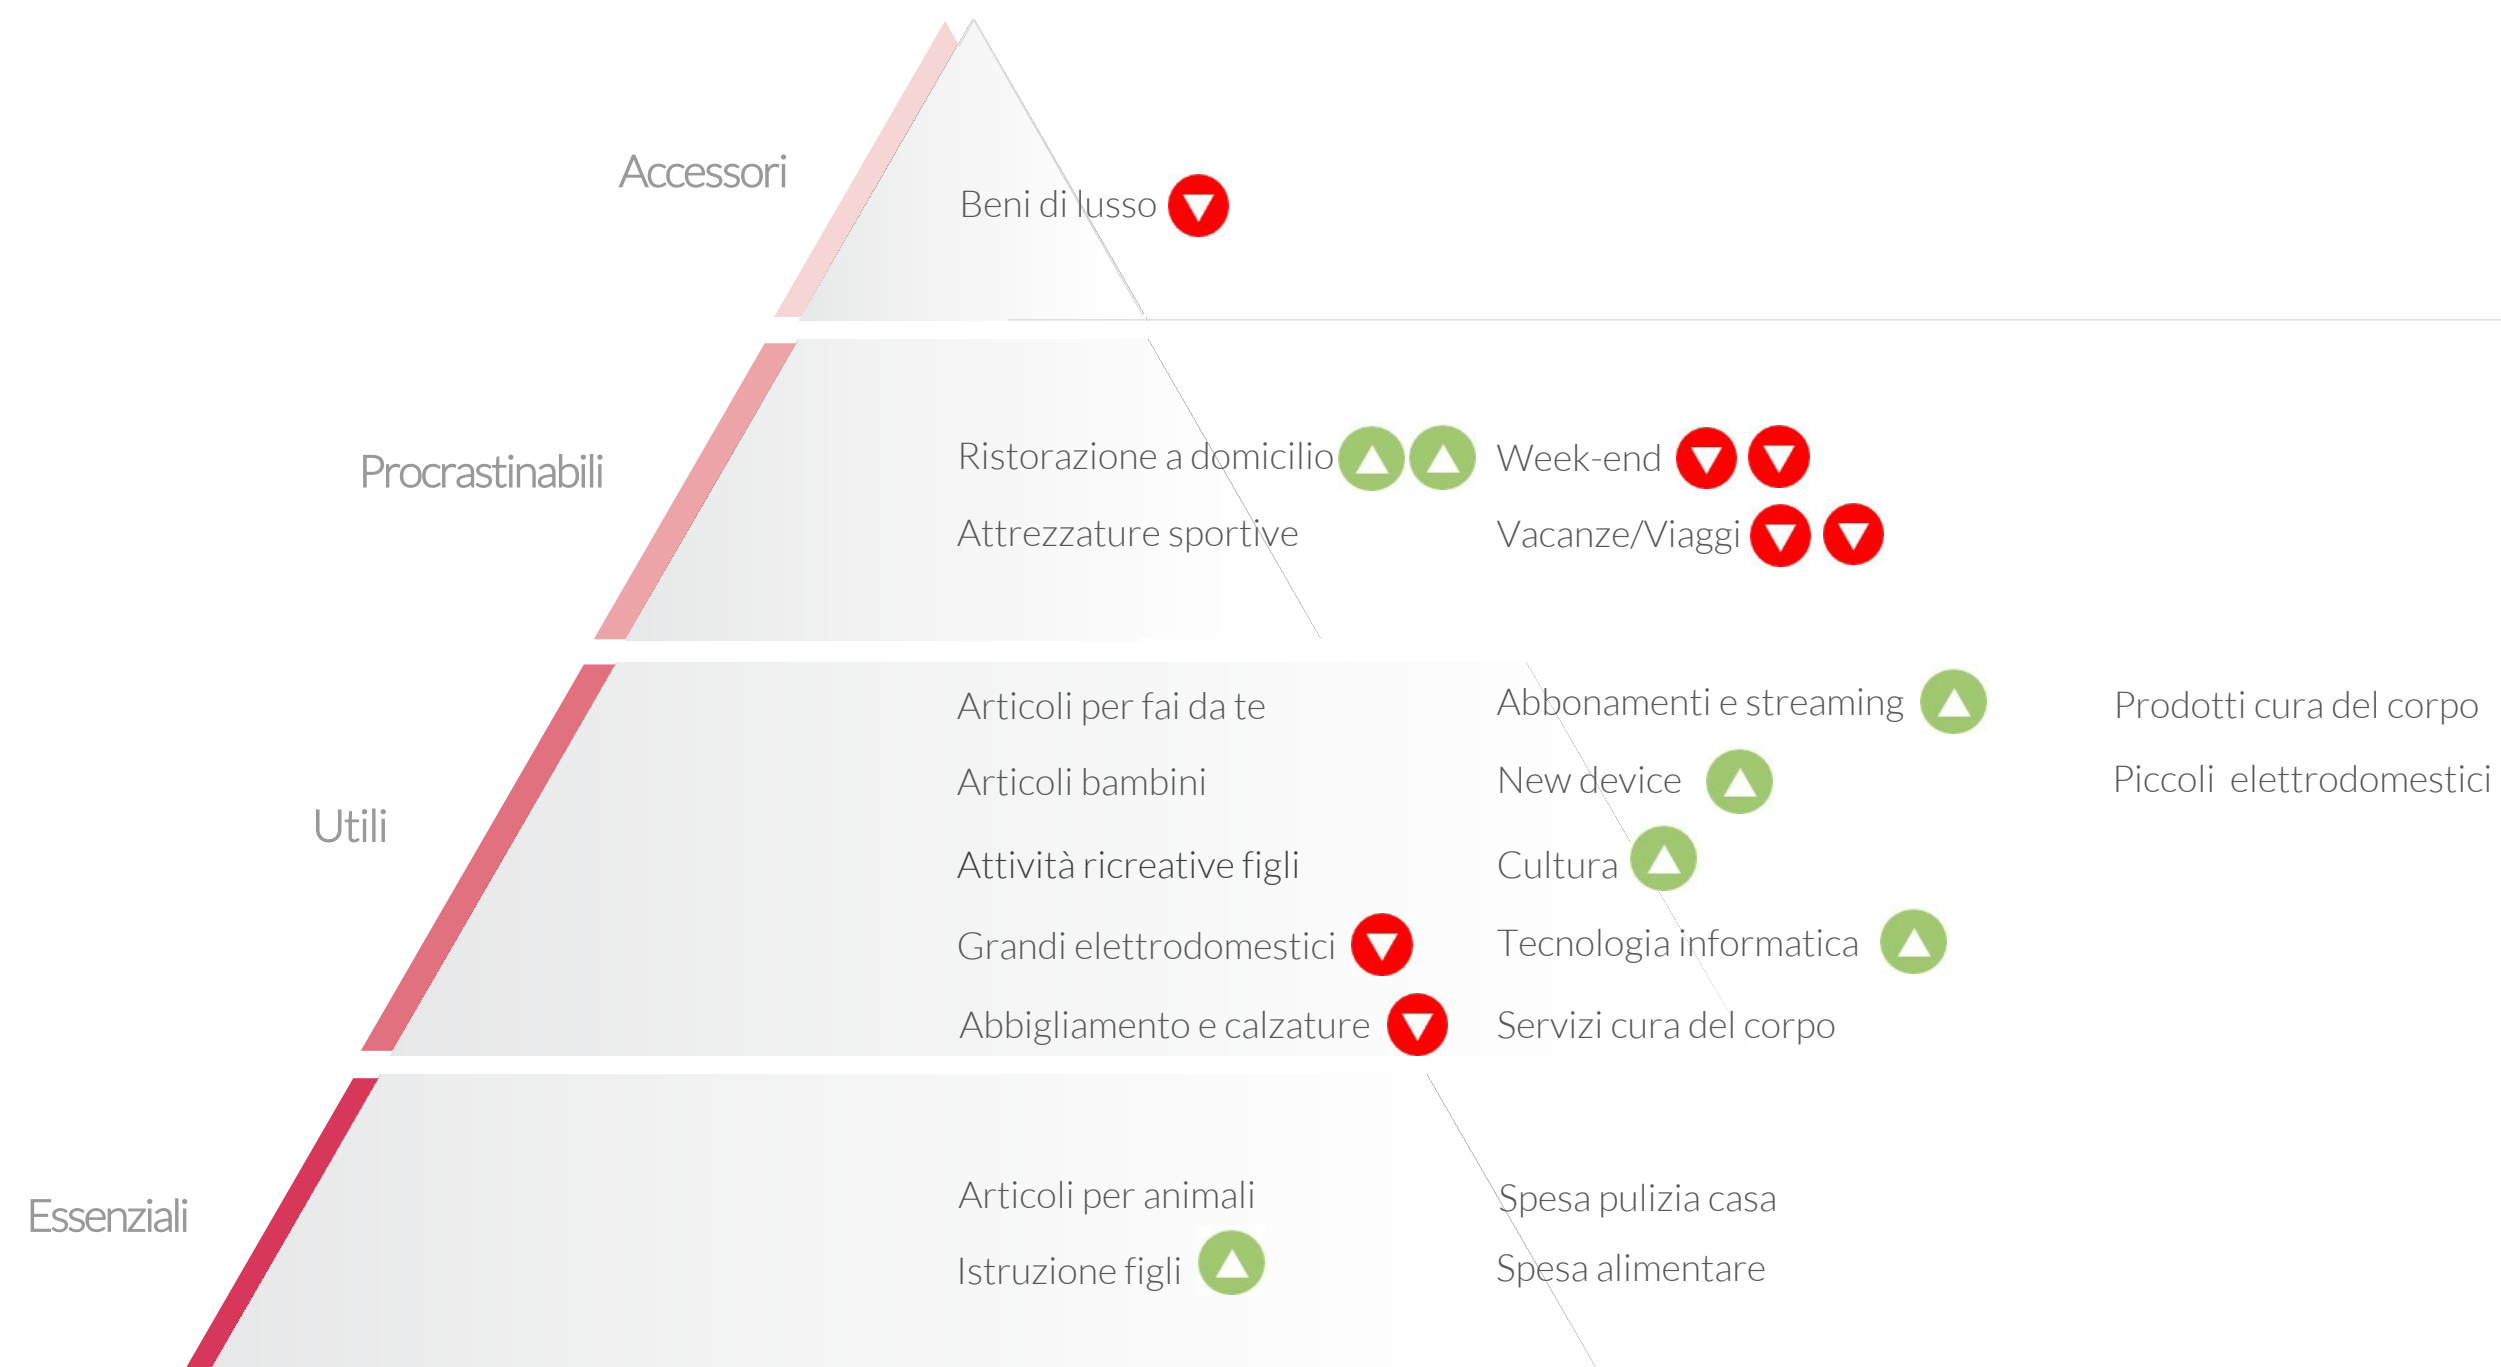 Accessori
Beni di lusso
Procrastinabili
Ristorazione a domicilio
Week-end
Attrezzature sportive
Vacanze/Viaggi
Utili
Articoli per fai da te
Abbonamenti e streaming
Prodotti cura del corpo
Articoli bambini
New device
Piccoli elettrodomestici
Attività ricreative figli
Cultura
Grandi elettrodomestici
Tecnologia informatica
Abbigliamento e calzature
Servizi cura del corpo
Essenziali
Articoli per animali
Spesa pulizia casa
Istruzione figli
Spesa alimentare